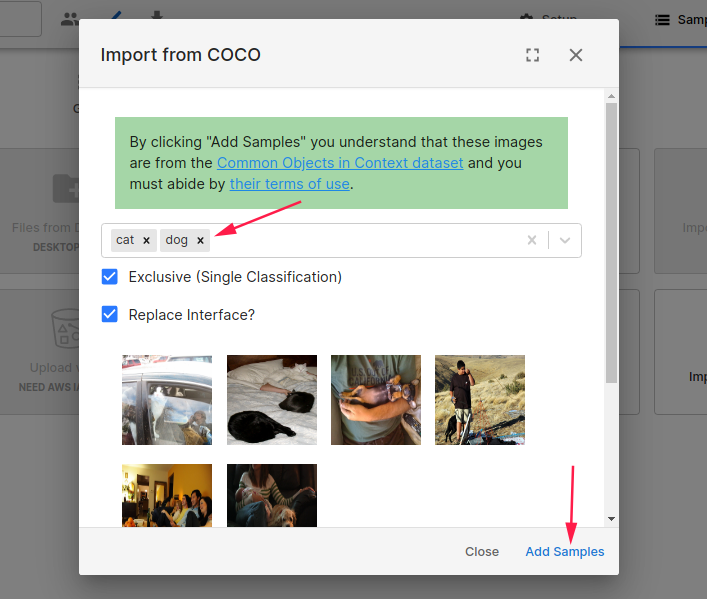 Setup
Samp
Import from COCO
G
By clicking "Add Samples" you understand that these images
are from the Common Objects in Context dataset and you
must abide by their terms of use.
Files from D
DESKTOP
Impo
cat x dog x
Exclusive (Single Classification)
Replace Interface?
Upload
NEED AWS IA
Imp
Close
Add Samples